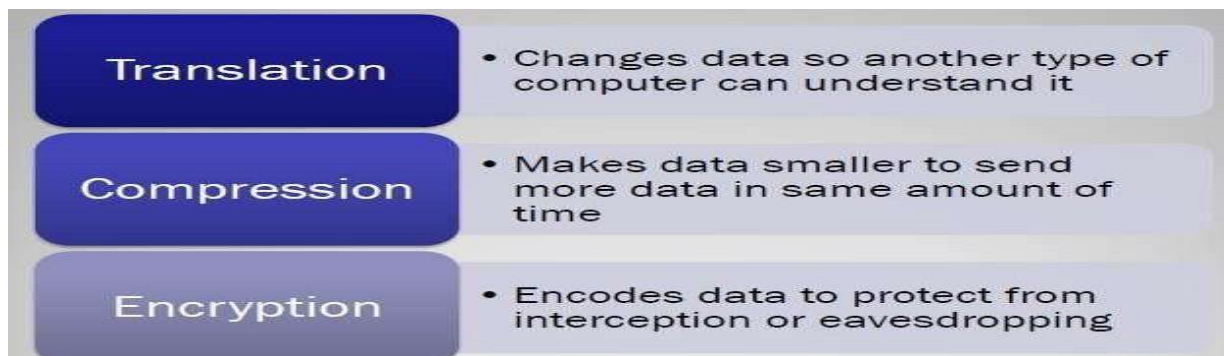 Translation
• Changes data so another type of
computer can understand it
Compression
• Makes data smaller to send
more data in same amount of
time
Encryption
• Encodes data to protect from
interception or eavesdropping